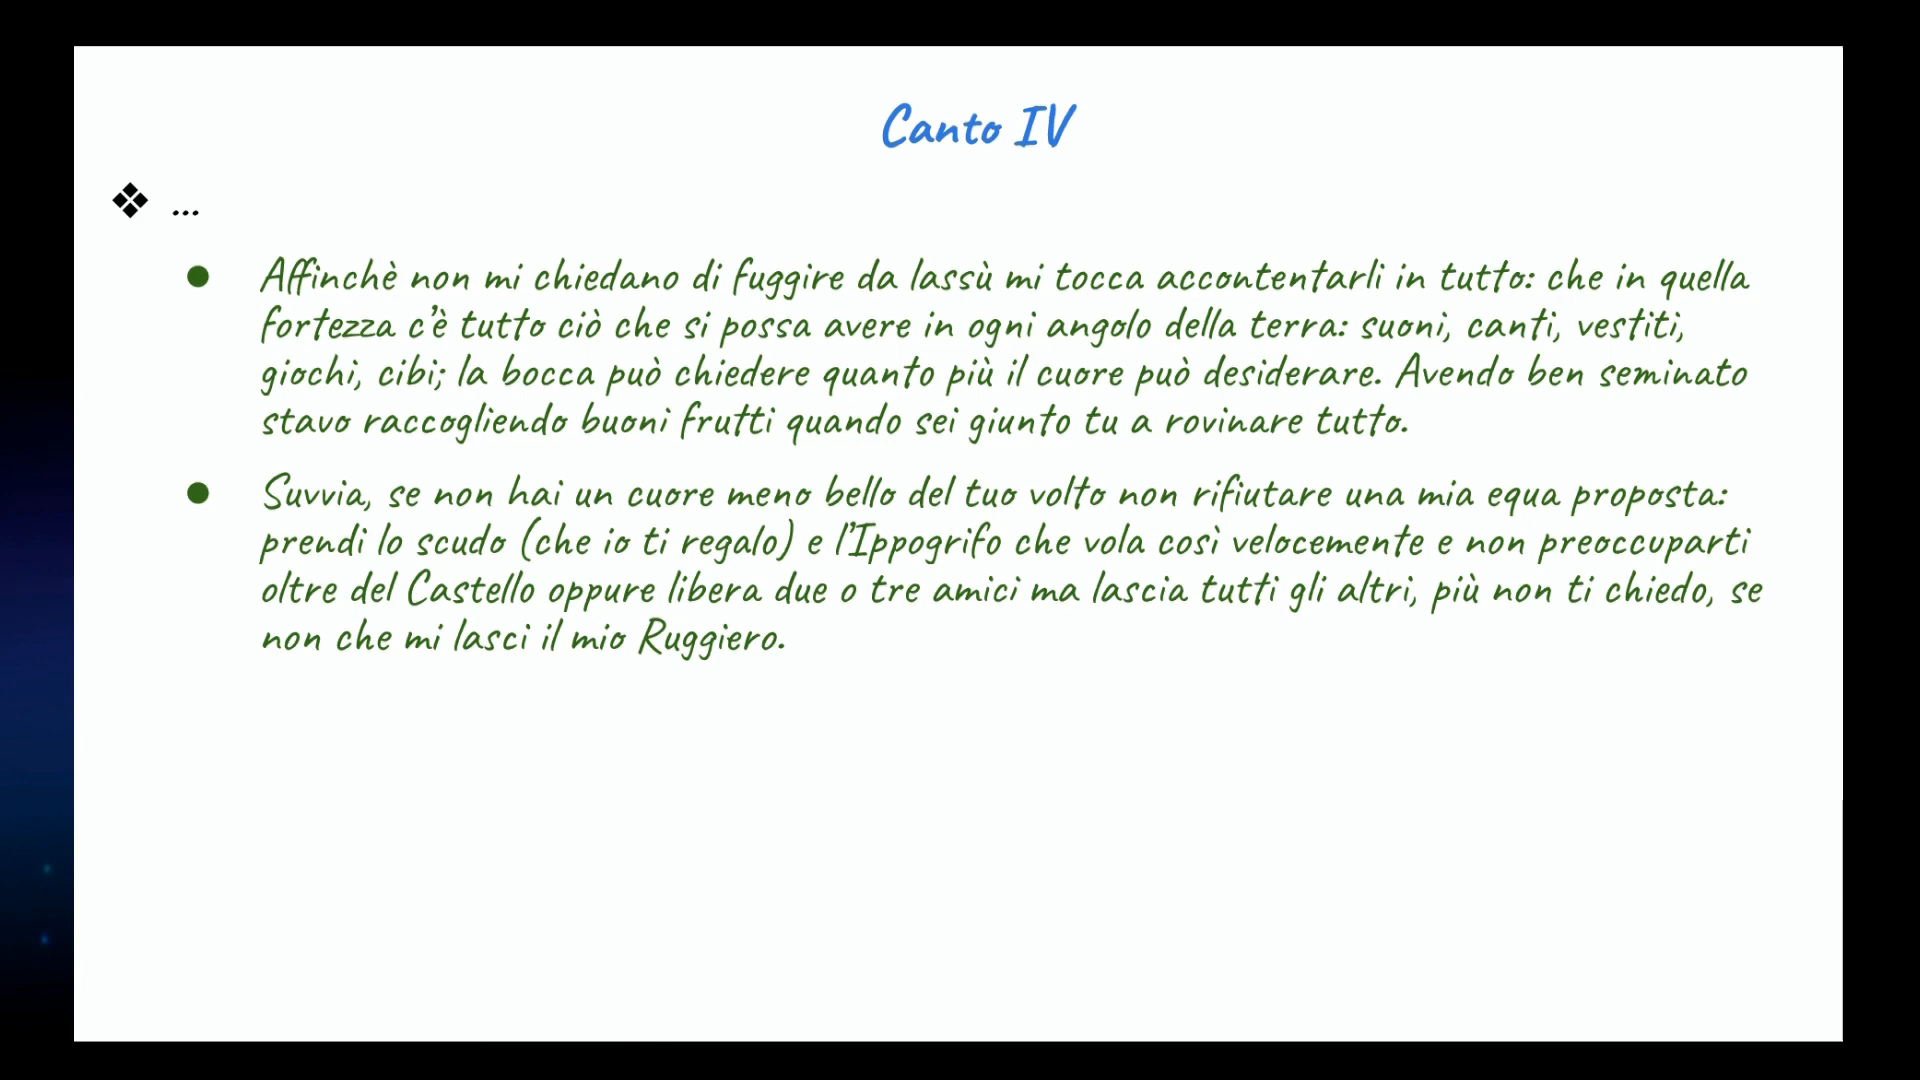 Canto IV
❖ ...
● Affinchè non mi chiedano di fuggire da lassù mi tocca accontentarli in tutto: che in quella
fortezza c'è tutto ciò che si possa avere in ogni angolo della terra: suoni, canti, vestiti,
giochi, cibi; la bocca può chiedere quanto più il cuore può desiderare. Avendo ben seminato
stavo raccogliendo buoni frutti quando sei giunto tu a rovinare tutto.
● Suvvia, se non hai un cuore meno bello del tuo volto non rifiutare una mia equa proposta:
prendi lo scudo (che io ti regalo) e l'Ippogrifo che vola così velocemente e non preoccuparti
oltre del Castello oppure libera due o tre amici ma lascia tutti gli altri, più non ti chiedo, se
non che mi lasci il mio Ruggiero.